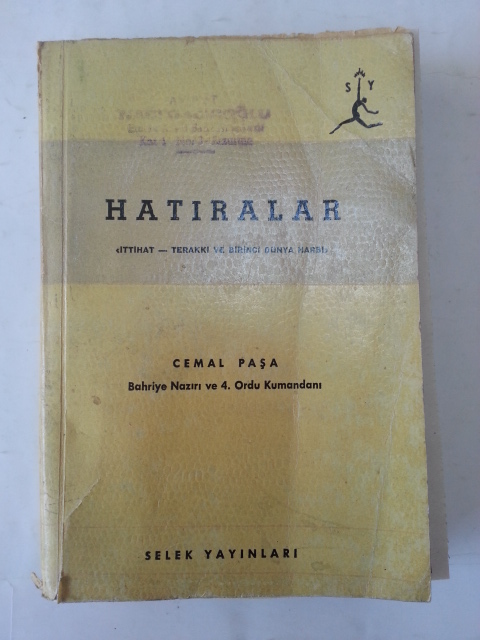 S Y
HATIRALAR
«İTTİHAT — TERAKKİ VE BİRİNCİ DÜNYA HARBİ»
CEMAL PAŞA
Bahriye Nazırı ve 4. Ordu Kumandanı
SELEK YAYINLARI